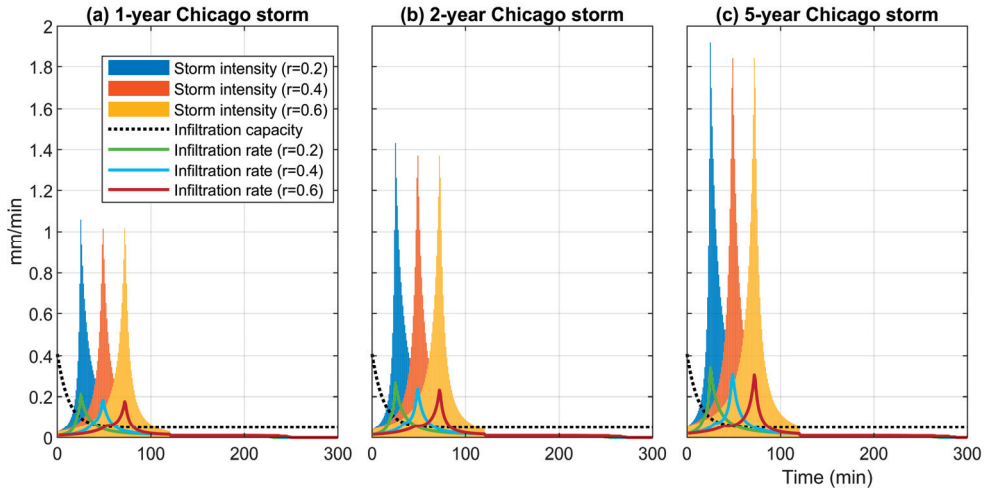 (a) 1-year Chicago storm
(b) 2-year Chicago storm
(c) 5-year Chicago storm
2
1.8
1.6
1.4
1.2
1
0.8
0.6
0.4
0.2
0
mm/min
Storm intensity (r=0.2)
Storm intensity (r=0.4)
Storm intensity (r=0.6)
Infiltration capacity
Infiltration rate (r=0.2)
Infiltration rate (r=0.4)
Infiltration rate (r=0.6)
0 100 200 300
0 100 200 300
0 100 200 300
Time (min)